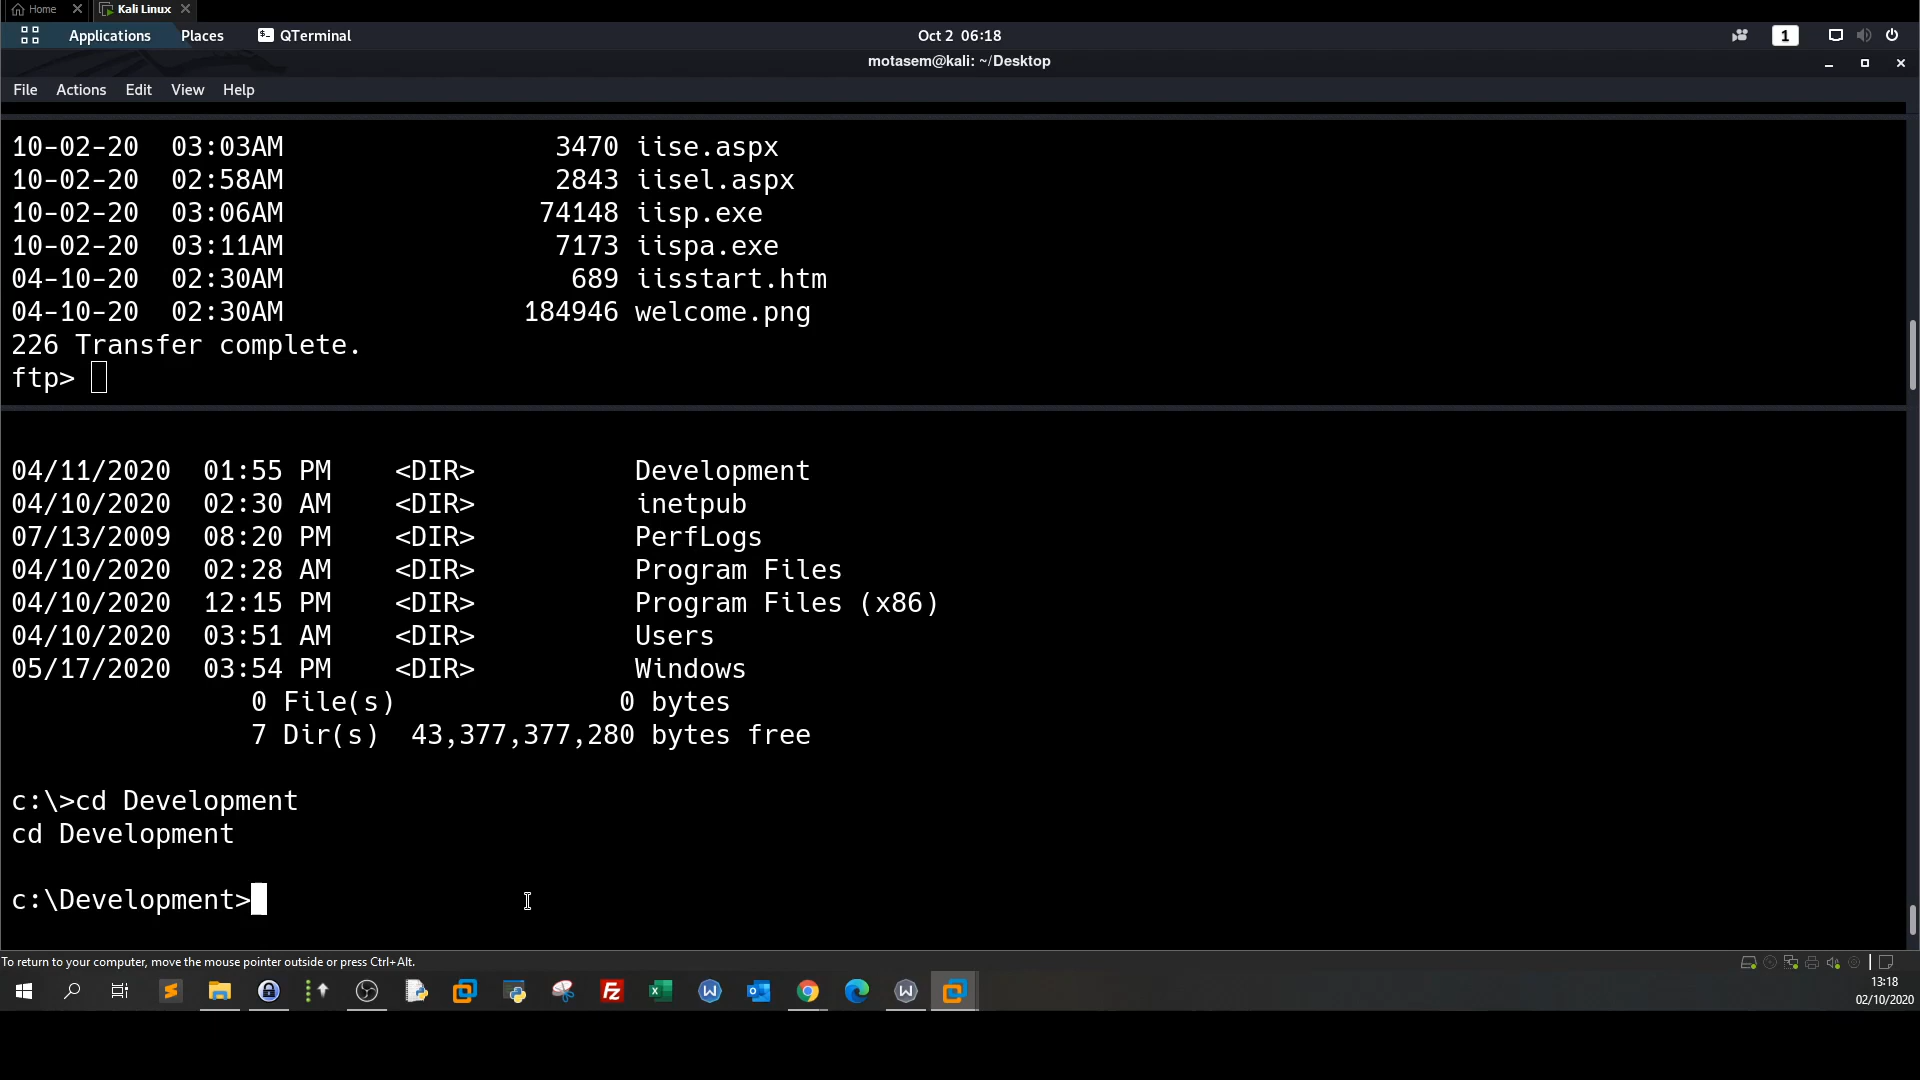 Home
Kali Linux
Applications
Places
QTerminal
Oct 2 06:18
1
motasem@kali: ~/Desktop
File Actions Edit View Help
10-02-20 03:03AM 3470 iise.aspx
10-02-20 02:58AM 2843 iisel.aspx
10-02-20 03:06AM 74148 iisp.exe
10-02-20 03:11AM 7173 iispa.exe
04-10-20 02:30AM 689 iisstart.htm
04-10-20 02:30AM 184946 welcome.png
226 Transfer complete.
ftp>
04/11/2020 01:55 PM <DIR> Development
04/10/2020 02:30 AM <DIR> inetpub
07/13/2009 08:20 PM <DIR> PerfLogs
04/10/2020 02:28 AM <DIR> Program Files
04/10/2020 12:15 PM <DIR> Program Files (x86)
04/10/2020 03:51 AM <DIR> Users
05/17/2020 03:54 PM <DIR> Windows
0 File(s) 0 bytes
7 Dir(s) 43,377,377,280 bytes free
c:\>cd Development
cd Development
c:\Development>
To return to your computer, move the mouse pointer outside or press Ctrl+Alt.
13:18
02/10/2020